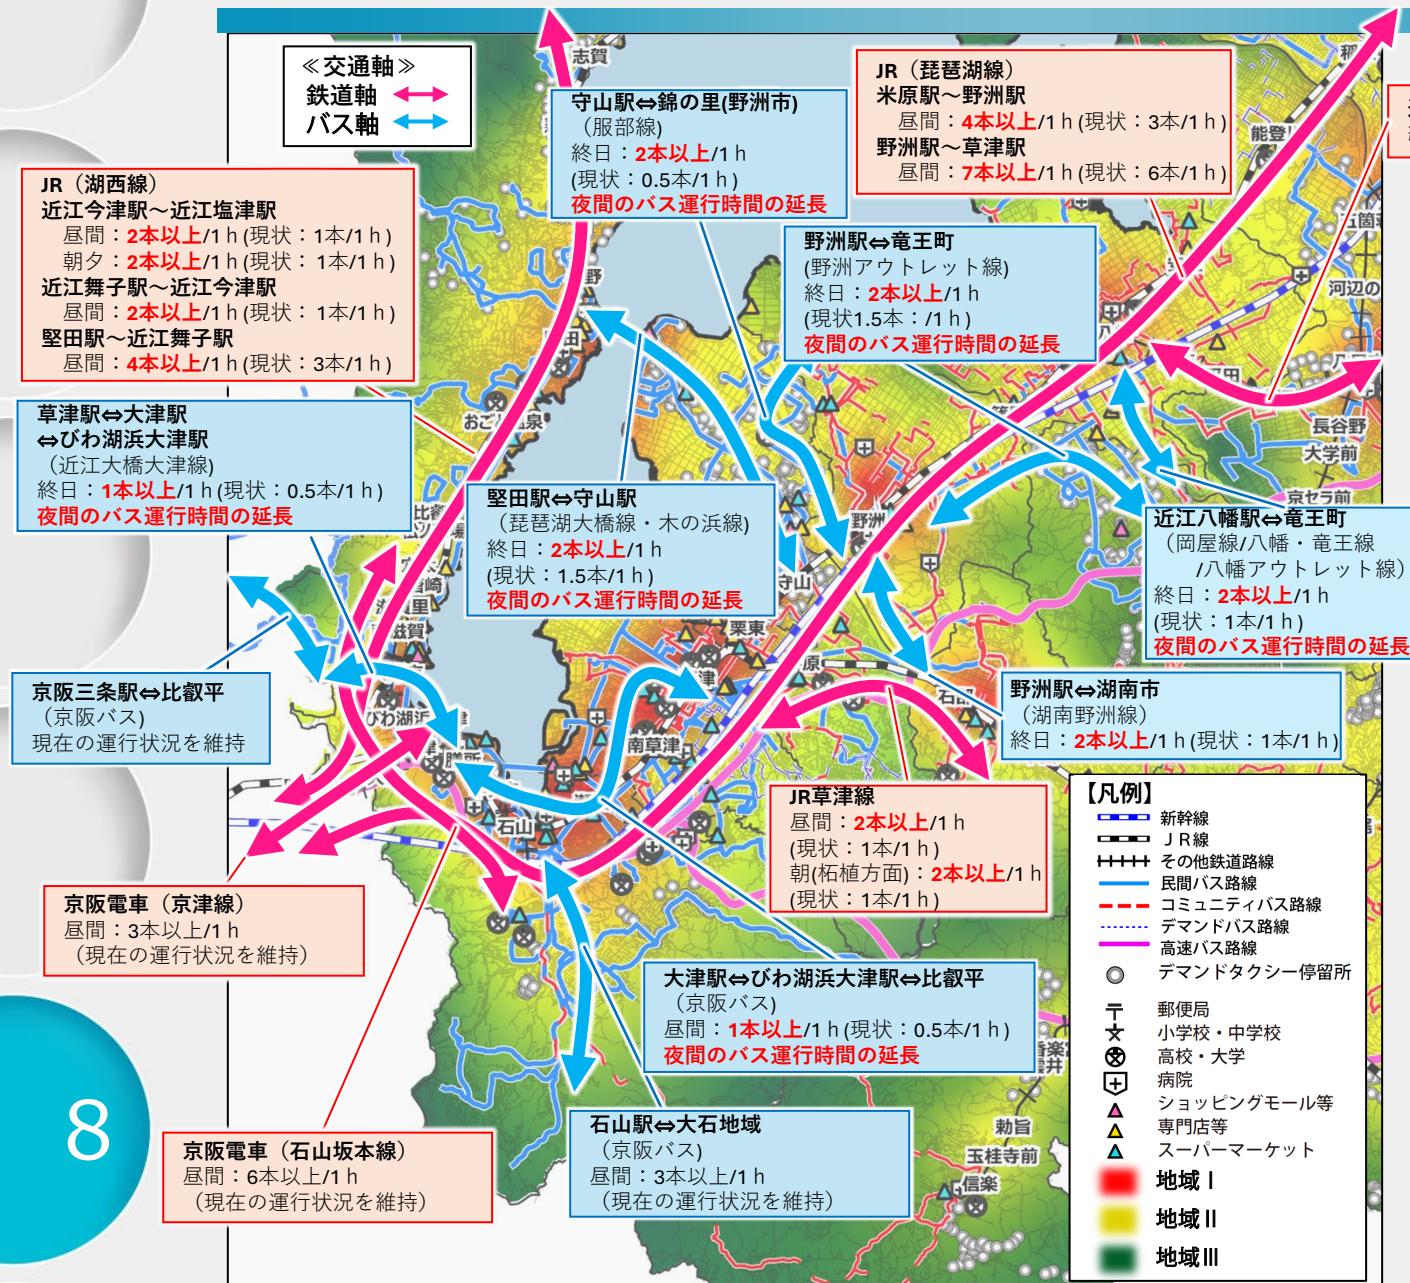 ≪交通軸≫
鉄道軸
バス軸
JR（湖西線）
近江今津駅～近江塩津駅
昼間：2本以上/1ｈ(現状：1本/1ｈ)
朝夕：2本以上/1ｈ(現状：1本/1ｈ)
近江舞子駅～近江今津駅
昼間：2本以上/1ｈ(現状：1本/1ｈ)
堅田駅～近江舞子駅
昼間：4本以上/1ｈ(現状：3本/1ｈ)
守山駅⇔錦の里(野洲市)
（服部線）
終日：2本以上/1ｈ
(現状：0.5本/1ｈ)
夜間のバス運行時間の延長
JR（琵琶湖線）
米原駅～野洲駅
昼間：4本以上/1ｈ(現状：3本/1ｈ)
野洲駅～草津駅
昼間：7本以上/1ｈ(現状：6本/1ｈ)
野洲駅⇔竜王町
(野洲アウトレット線)
終日：2本以上/1ｈ
(現状1.5本：/1ｈ)
夜間のバス運行時間の延長
草津駅⇔大津駅
⇔びわ湖浜大津駅
（近江大橋大津線）
終日：1本以上/1ｈ(現状：0.5本/1ｈ)
夜間のバス運行時間の延長
堅田駅⇔守山駅
（琵琶湖大橋線・木の浜線）
終日：2本以上/1ｈ
(現状：1.5本/1ｈ)
夜間のバス運行時間の延長
近江八幡駅⇔竜王町
（岡屋線/八幡・竜王線
/八幡アウトレット線）
終日：2本以上/1ｈ
(現状：1本/1ｈ)
夜間のバス運行時間の延長
京阪三条駅⇔比叡平
（京阪バス）
現在の運行状況を維持
野洲駅⇔湖南市
（湖南野洲線）
終日：2本以上/1ｈ(現状：1本/1ｈ)
JR草津線
昼間：2本以上/1ｈ
(現状：1本/1ｈ)
朝(柘植方面)：2本以上/1ｈ
(現状：1本/1ｈ)
京阪電車（京津線）
昼間：3本以上/1ｈ
（現在の運行状況を維持）
大津駅⇔びわ湖浜大津駅⇔比叡平
（京阪バス）
昼間：1本以上/1ｈ(現状：0.5本/1ｈ)
夜間のバス運行時間の延長
石山駅⇔大石地域
（京阪バス）
昼間：3本以上/1ｈ
（現在の運行状況を維持）
京阪電車（石山坂本線）
昼間：6本以上/1ｈ
（現在の運行状況を維持）
【凡例】
新幹線
ＪＲ線
その他鉄道路線
民間バス路線
コミュニティバス路線
デマンドバス路線
高速バス路線
デマンドタクシー停留所
郵便局
小学校・中学校
高校・大学
病院
ショッピングモール等
専門店等
スーパーマーケット
地域Ⅰ
地域Ⅱ
地域Ⅲ
志賀
能登川
五箇荘
河辺の
長谷野
大学前
京セラ前
野洲
守山
栗東
石部
南草津
石山
膳所
びわ湖浜
唐崎
滋賀
勅旨
玉桂寺前
信楽
8